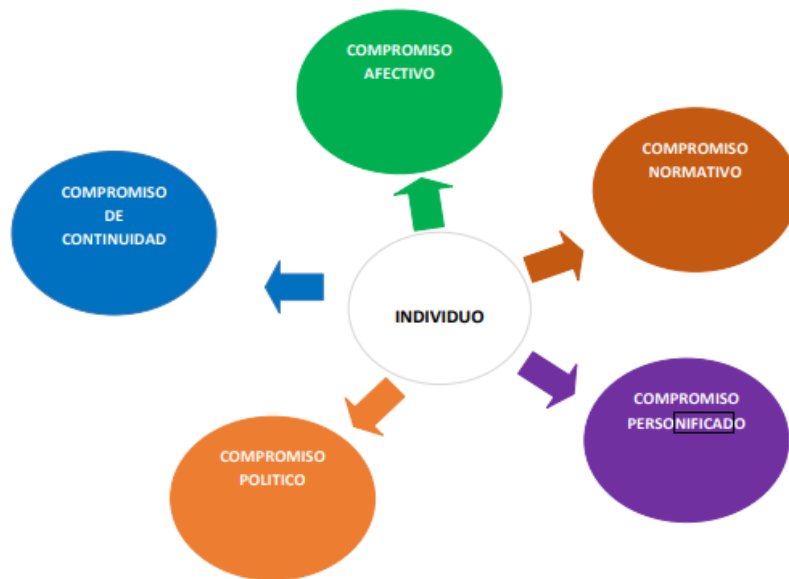 COMPROMISO
AFECTIVO
COMPROMISO
NORMATIVO
COMPROMISO
DE
CONTINUIDAD
INDIVIDUO
COMPROMISO
PERSONIFICADO
COMPROMISO
POLITICO